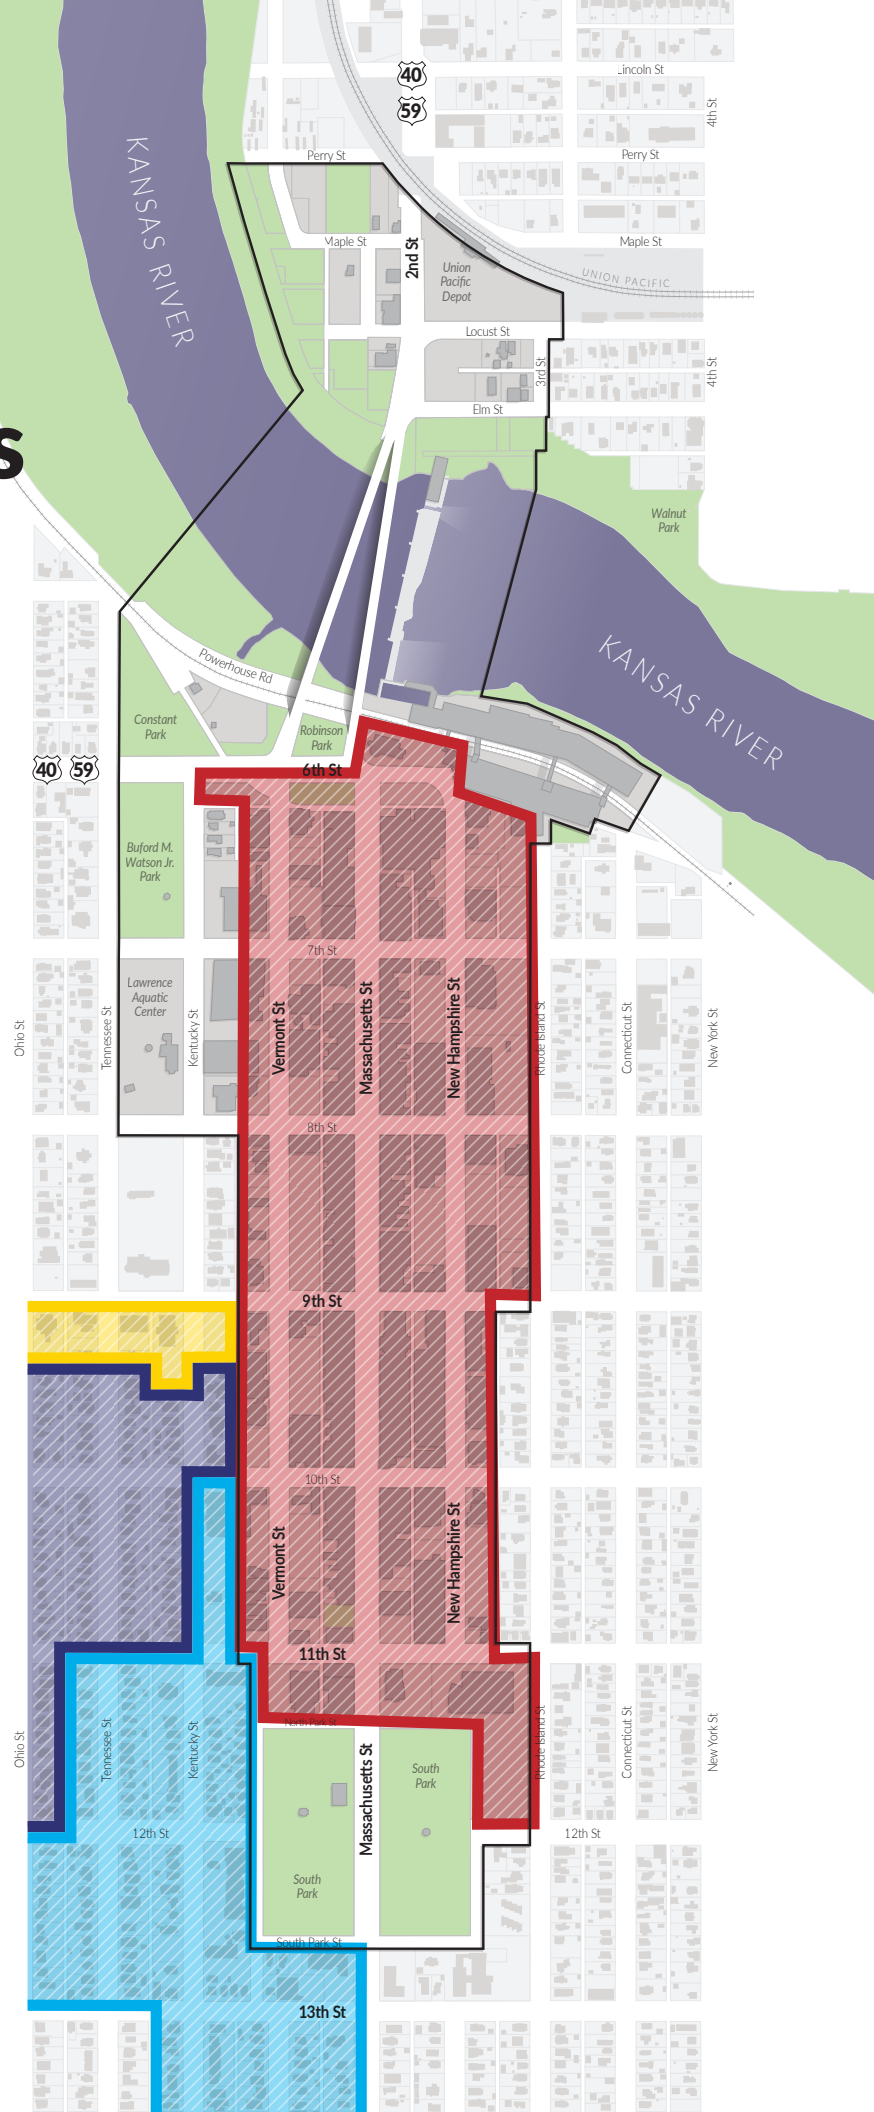 Lincoln St
40
59
4th St
Perry St
Perry St
KANSAS RIVER
Maple St
2nd St
Maple St
Union
Pacific
Depot
UNION PACIFIC
Locust St
3rd St
4th St
Elm St
S
Walnut
Park
KANSAS RIVER
Powerhouse Rd
Constant
Park
Robinson
Park
40
59
6th St
Buford M.
Watson Jr.
Park
7th St
Lawrence
Aquatic
Center
Ohio St
Tennessee St
Kentucky St
Vermont St
Massachusetts St
New Hampshire St
Rhode Island St
Connecticut St
New York St
8th St
9th St
10th St
Vermont St
New Hampshire St
11th St
North Park St
Ohio St
Tennessee St
Kentucky St
Massachusetts St
South
Park
Rhode Island St
Connecticut St
New York St
12th St
12th St
South
Park
South Park St
13th St